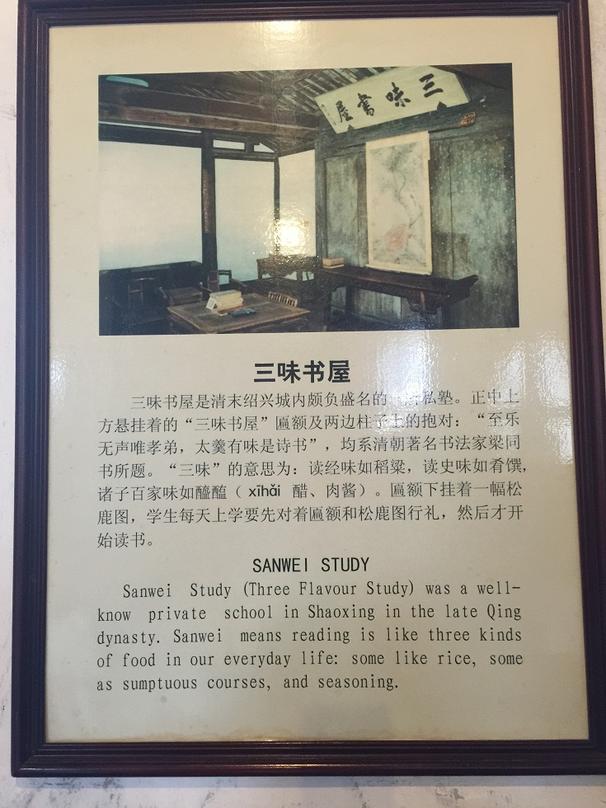 三味書屋
三味书屋
三味书屋是清末绍兴城内颇负盛名的 私塾。正中上
方悬挂着的“三味书屋”匾额及两边柱子上的抱对：“至乐
无声唯孝弟，太羹有味是诗书”，均系清朝著名书法家梁同
书所题。“三味”的意思为：读经味如稻粱，读史味如肴馔，
诸子百家味如醯醢（ xīhǎi 醋、肉酱）。匾额下挂着一幅松
鹿图，学生每天上学要先对着匾额和松鹿图行礼，然后才开
始读书。
SANWEI STUDY
Sanwei Study (Three Flavour Study) was a well-
know private school in Shaoxing in the late Qing
dynasty. Sanwei means reading is like three kinds
of food in our everyday life: some like rice, some
as sumptuous courses, and seasoning.